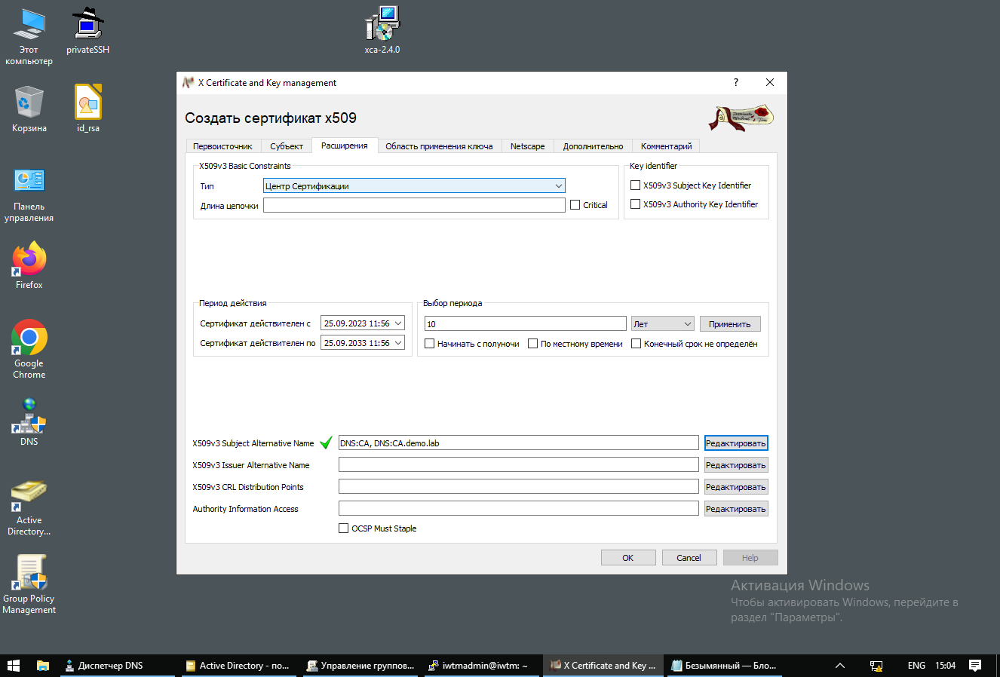 Этот
компьютер
privateSSH
xca-2.4.0
Корзина
id_rsa
Панель
управления
Firefox
Google
Chrome
DNS
Active
Directory...
Group Policy
Management
X Certificate and Key management
?
Создать сертификат x509
Первоисточник
Субъект
Расширения
Область применения ключа
Netscape
Дополнительно
Комментарий
X509v3 Basic Constraints
Тип
Центр Сертификации
Длина цепочки
Critical
Key identifier
X509v3 Subject Key Identifier
X509v3 Authority Key Identifier
Период действия
Сертификат действителен с
25.09.2023 11:56
Сертификат действителен по
25.09.2033 11:56
Выбор периода
10
Лет
Применить
Начинать с полуночи
По местному времени
Конечный срок не определён
X509v3 Subject Alternative Name
DNS:CA, DNS:CA.demo.lab
Редактировать
X509v3 Issuer Alternative Name
Редактировать
X509v3 CRL Distribution Points
Редактировать
Authority Information Access
Редактировать
OCSP Must Staple
OK
Cancel
Help
Активация Windows
Чтобы активировать Windows, перейдите в
раздел "Параметры".
Диспетчер DNS
Active Directory - по...
Управление группов...
iwtmadmin@iwtm: ~
X Certificate and Key ...
Безымянный — Бло...
ENG
15:04